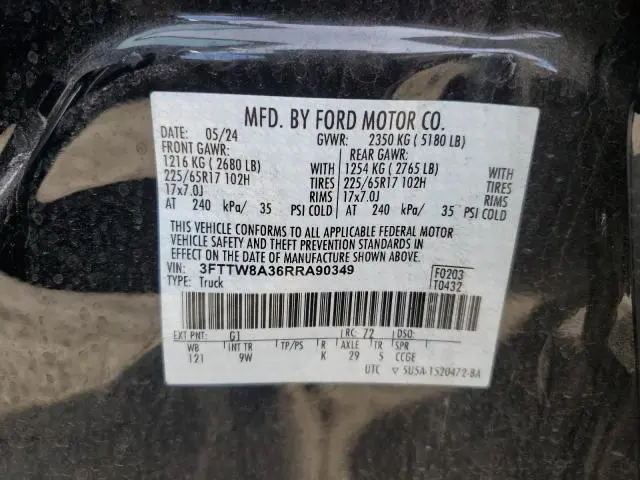 MFD. BY FORD MOTOR CO.
DATE: 05/24 GVWR: 2350 KG ( 5180 LB)
FRONT GAWR: REAR GAWR:
1216 KG ( 2680 LB) WITH 1254 KG ( 2765 LB) WITH
225/65R17 102H TIRES 225/65R17 102H TIRES
17x7.0J RIMS 17x7.0J RIMS
AT 240 kPa/ 35 PSI COLD AT 240 kPa/ 35 PSI COLD
THIS VEHICLE CONFORMS TO ALL APPLICABLE FEDERAL MOTOR
VEHICLE SAFETY AND THEFT PREVENTION STANDARDS IN
EFFECT ON THE DATE OF MANUFACTURE SHOWN ABOVE.
VIN: 3FTTW8A36RRA90349 F0203
TYPE: Truck T0432
EXT PNT: G1 RC: 72 DSO:
WB INT TR TP/PS R AXLE TR SPR
121 9W K 29 5 CCGE
UTC ▽ 5U5A-1520472-BA